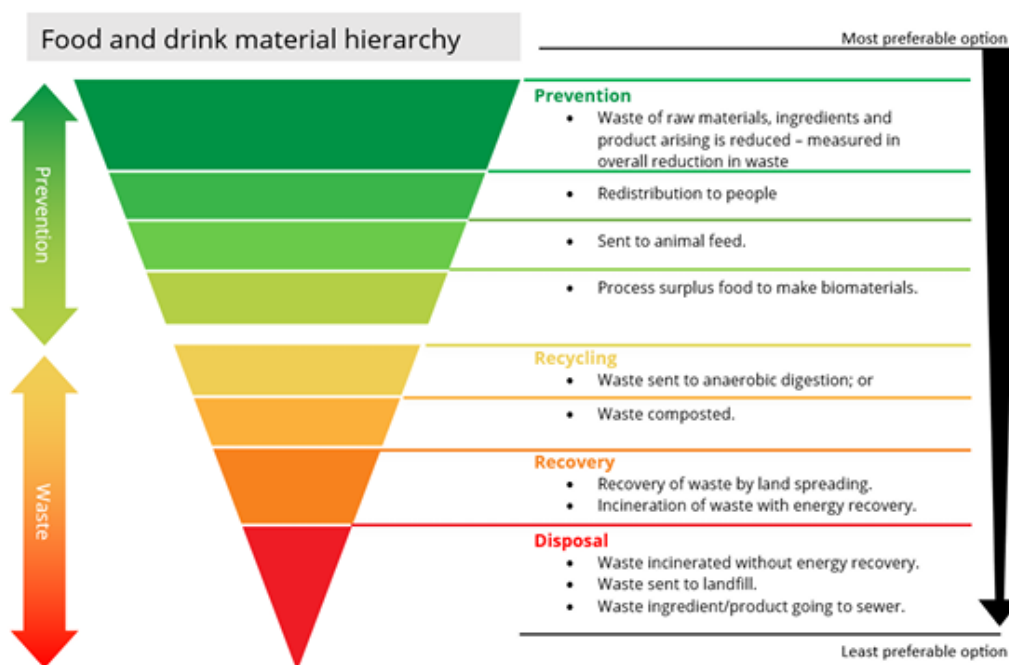 Food and drink material hierarchy
Most preferable option
Prevention
Prevention
• Waste of raw materials, ingredients and
product arising is reduced – measured in
overall reduction in waste
• Redistribution to people
• Sent to animal feed.
• Process surplus food to make biomaterials.
Waste
Recycling
• Waste sent to anaerobic digestion; or
• Waste composted.
Recovery
• Recovery of waste by land spreading.
• Incineration of waste with energy recovery.
Disposal
• Waste incinerated without energy recovery.
• Waste sent to landfill.
• Waste ingredient/product going to sewer.
Least preferable option